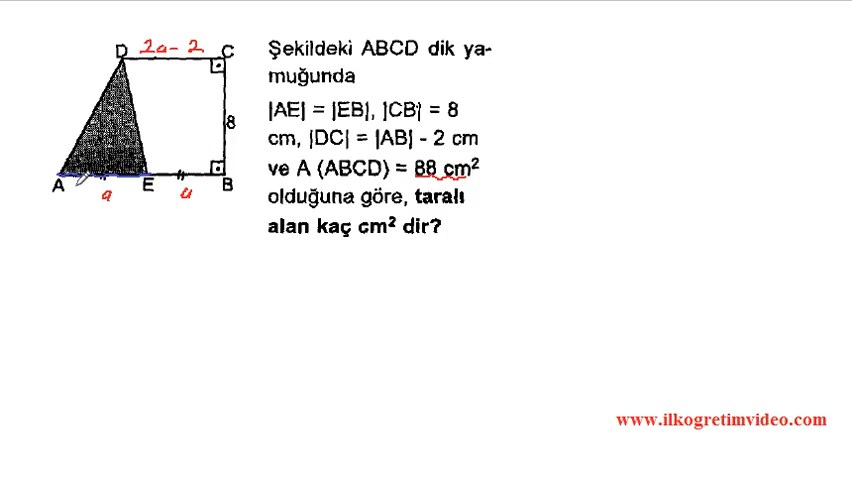 D 2a - 2 C
8
A E B
a a
Şekildeki ABCD dik ya-
muğunda
|AE| = |EB|, |CB| = 8
cm, |DC| = |AB| - 2 cm
ve A (ABCD) = 88 cm²
olduğuna göre, taralı
alan kaç cm² dir?
www.ilkogretimvideo.com